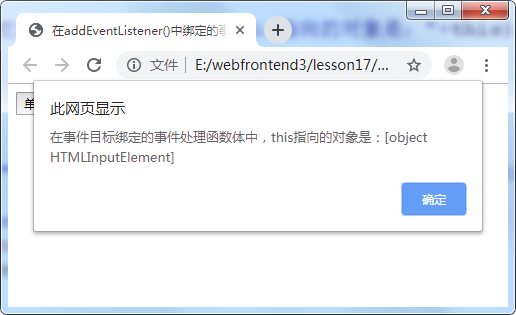 在addEventListener()中绑定的事
文件
E:/webfrontend3/lesson17/...
单
此网页显示
在事件目标绑定的事件处理函数体中，this指向的对象是：[object
HTMLInputElement]
确定